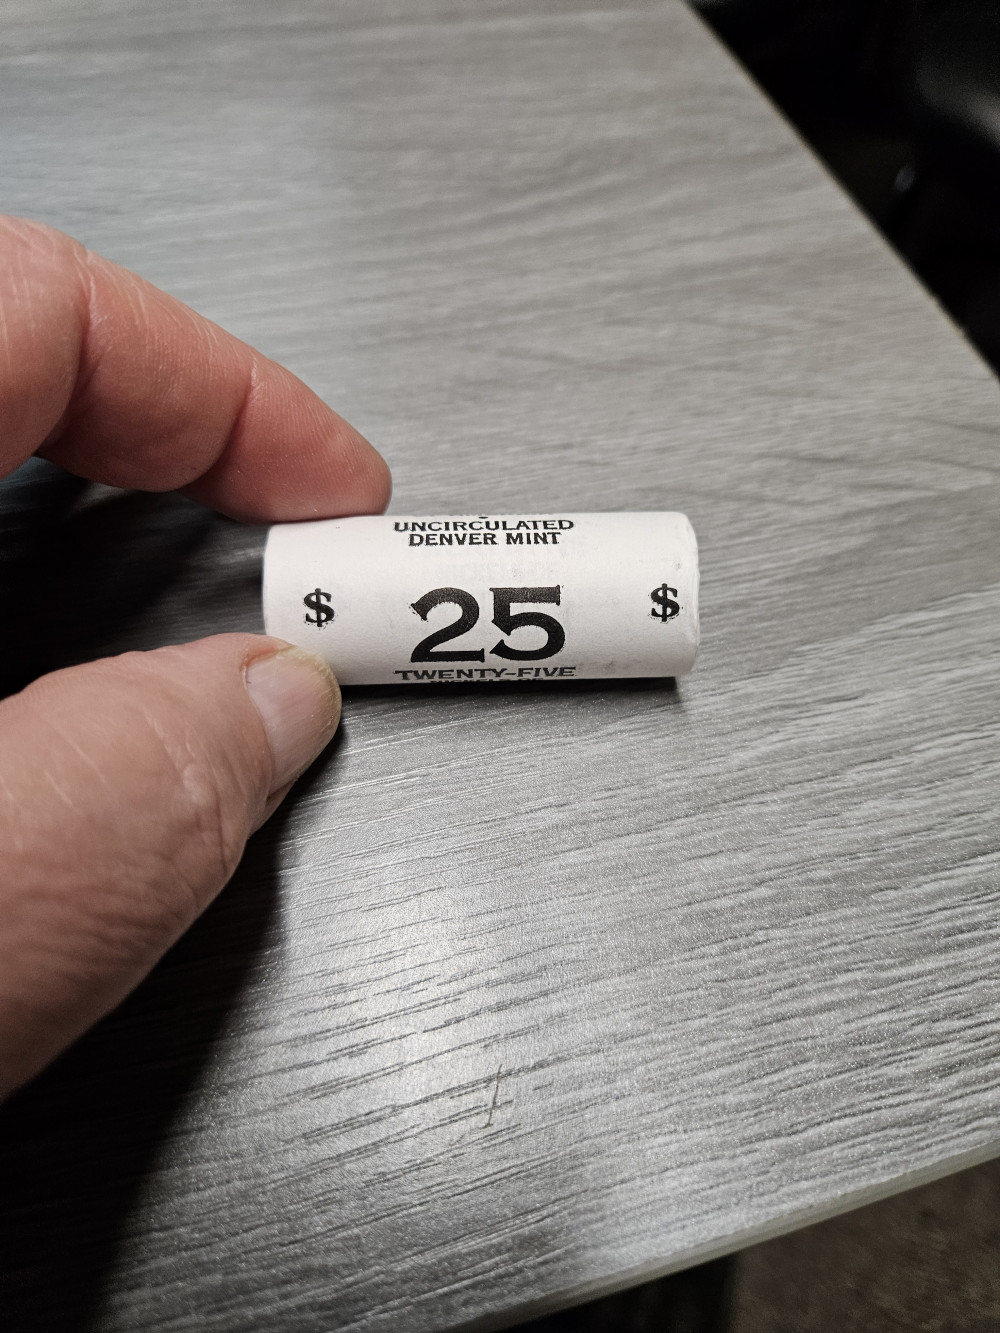 UNCIRCULATED
DENVER MINT
$ 25 $
TWENTY-FIVE